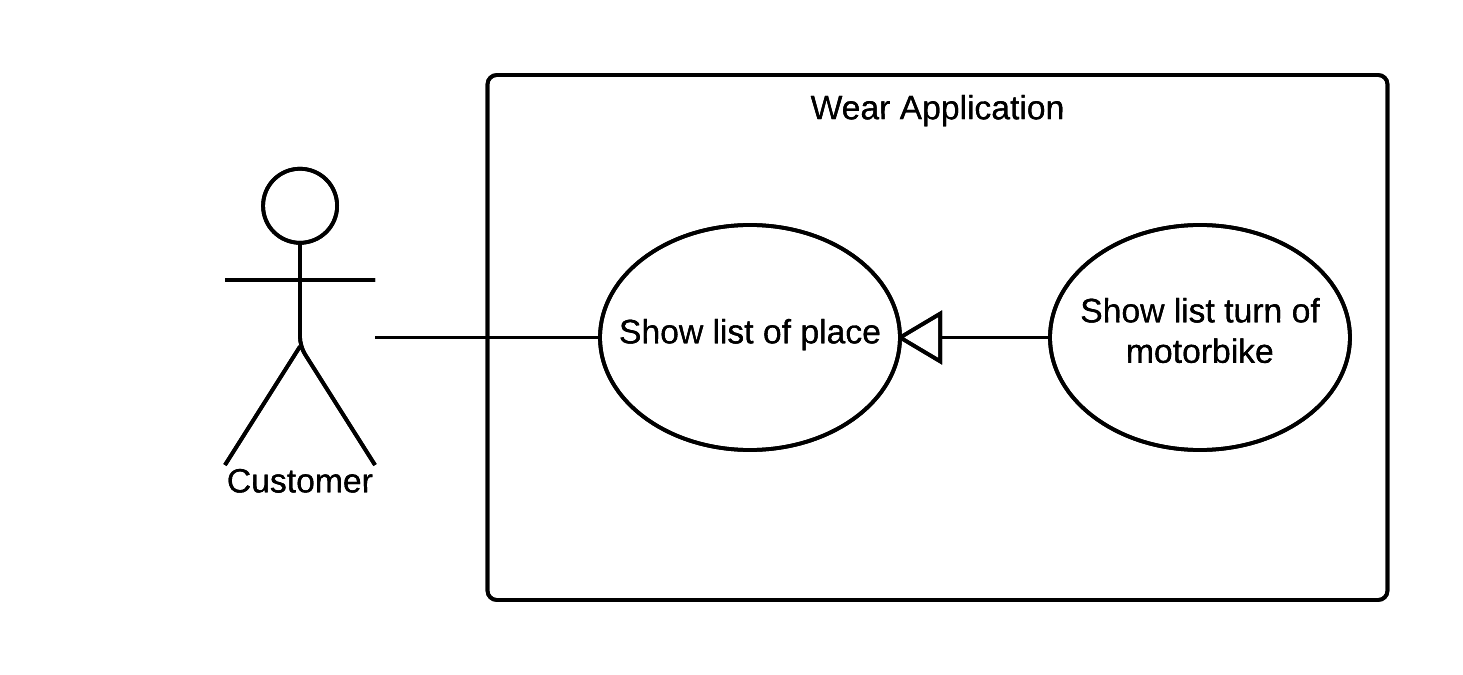 Wear Application
Show list of place
Show list turn of
motorbike
Customer